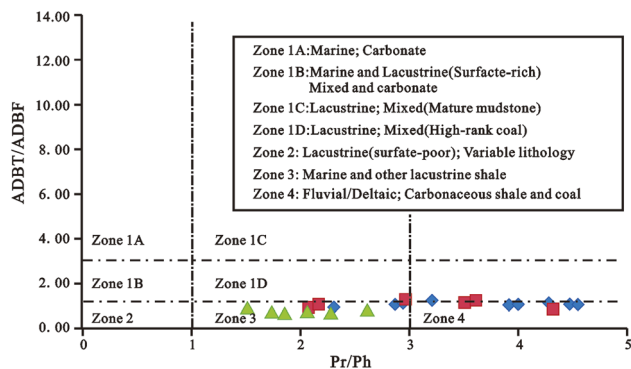 14.00
12.00
10.00
8.00
6.00
4.00
2.00
0.00
ADBT/ADBF
Zone 1A:Marine; Carbonate
Zone 1B:Marine and Lacustrine(Surfacte-rich)
Mixed and carbonate
Zone 1C:Lacustrine; Mixed(Mature mudstone)
Zone 1D:Lacustrine; Mixed(High-rank coal)
Zone 2: Lacustrine(surfate-poor); Variable lithology
Zone 3: Marine and other lacustrine shale
Zone 4: Fluvial/Deltaic; Carbonaceous shale and coal
Zone 1A
Zone 1C
Zone 1B
Zone 1D
Zone 2
Zone 3
Zone 4
0
1
2
3
4
5
Pr/Ph